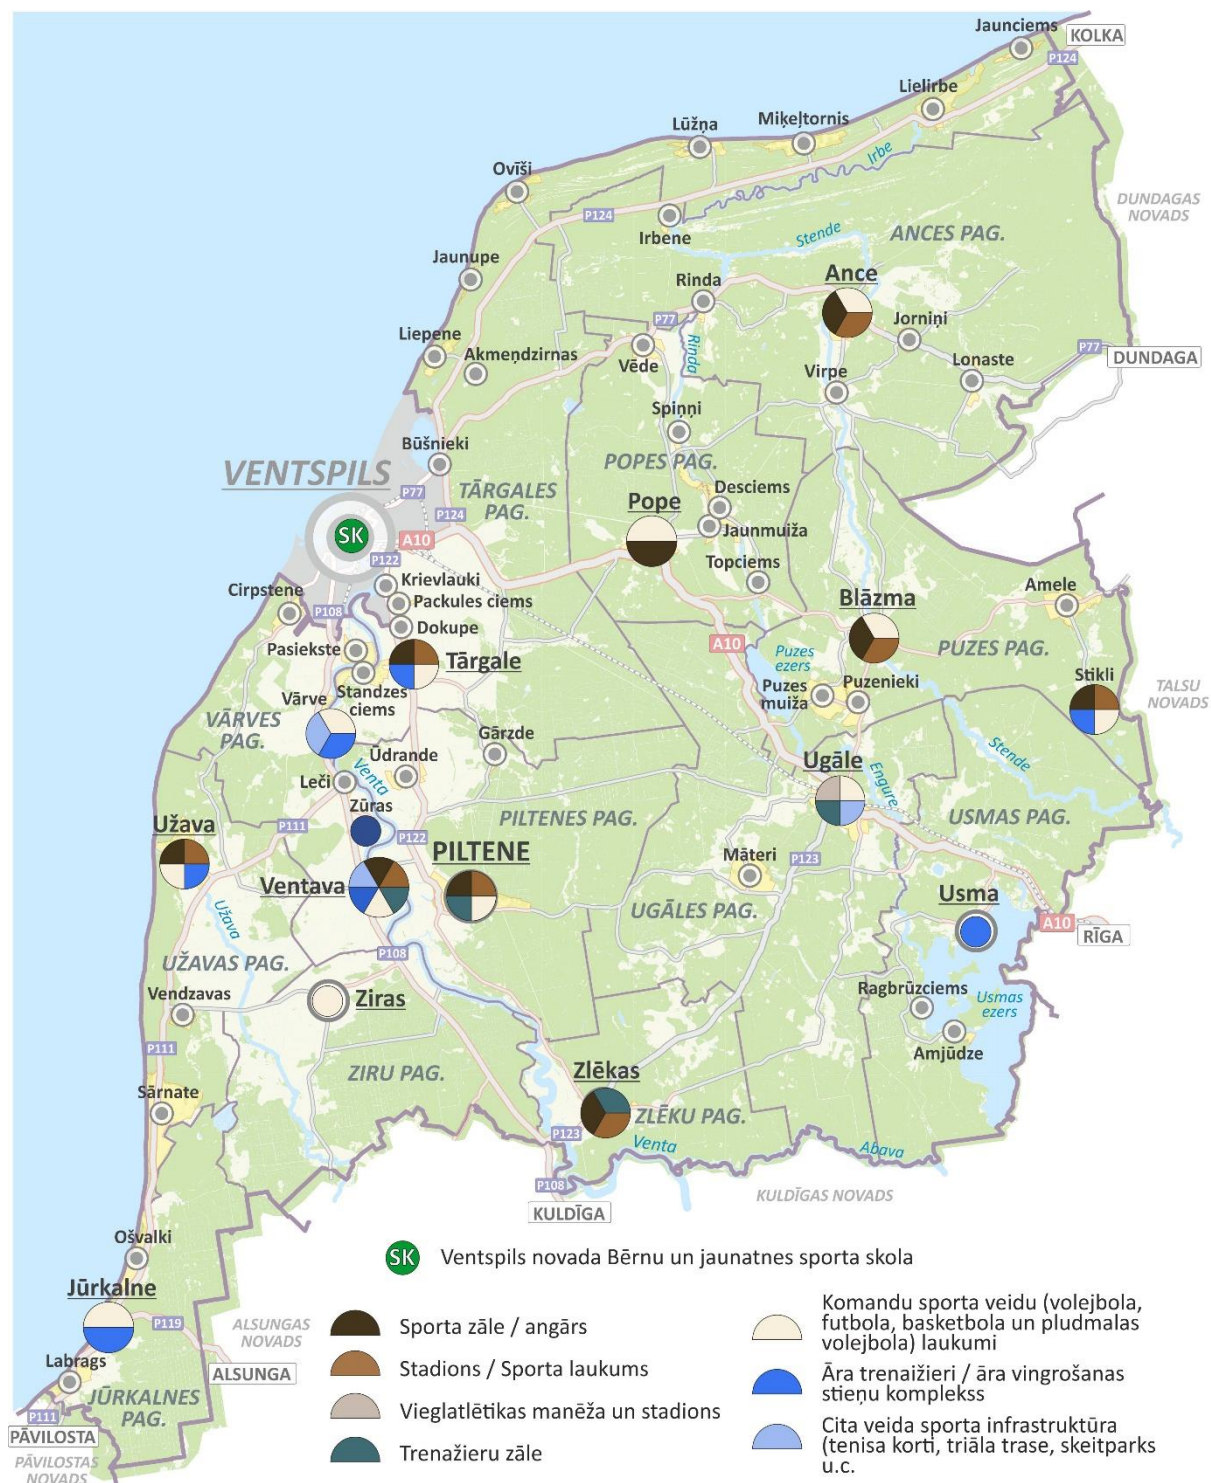 Jaunciems
KOLKA
P124
Lielirbe
Miķeļtornis
Lūžņa
Irbe
Ovīši
DUNDAGAS
NOVADS
P124
Irbene
Stende
ANCES PAG.
Jaunupe
Rinda
Ance
P77
Jorniņi
Liepene
Akmeņdzirnas
Vēde
Rinda
Virpe
Lonaste
P77
DUNDAGA
Spiņņi
Būšnieki
POPES PAG.
VENTSPILS
P77
TĀRGALES
PAG.
Desciems
Pope
P124
SK
A10
Jaunmuiža
P122
Topciems
Krievlauki
Cirpstene
Packules ciems
Blāzma
Amele
P108
Dokupe
A10
Pasiekste
Tārgale
Puzes
ezers
PUZES PAG.
Standzes
ciems
Stikli
Vārve
Puzes
muiža
Puzenieki
TALSU
NOVADS
VĀRVES
PAG.
Gārzde
Ūdrande
Stende
Leči
Venta
Ugāle
Engure
Zūras
PILTENES PAG.
USMAS PAG.
Užava
P111
P122
PILTENE
Māteri
P123
Ventava
Usma
UGĀLES PAG.
Užava
A10
RĪGA
P108
UŽAVAS PAG.
Vendzavas
Ziras
Ragbrūzciems
Usmas
ezers
Amjūdze
P111
ZIRU PAG.
Zlēkas
Sārnate
ZLĒKU PAG.
P123
Venta
Abava
P108
KULDĪGAS NOVADS
KULDĪGA
Ošvalki
SK Ventspils novada Bērnu un jaunatnes sporta skola
Jūrkalne
P119
ALSUNGAS
NOVADS
ALSUNGA
Labrags
JŪRKALNES
PAG.
P111
PĀVILOSTA
PĀVILOSTAS
NOVADS
Sporta zāle / angārs
Stadions / Sporta laukums
Vieglatlētikas manēža un stadions
Trenažieru zāle
Komandu sporta veidu (volejbola,
futbola, basketbola un pludmalas
volejbola) laukumi
Āra trenaižieri / āra vingrošanas
stieņu komplekss
Cita veida sporta infrastruktūra
(tenisa korti, triāla trase, skeitparks
u.c.